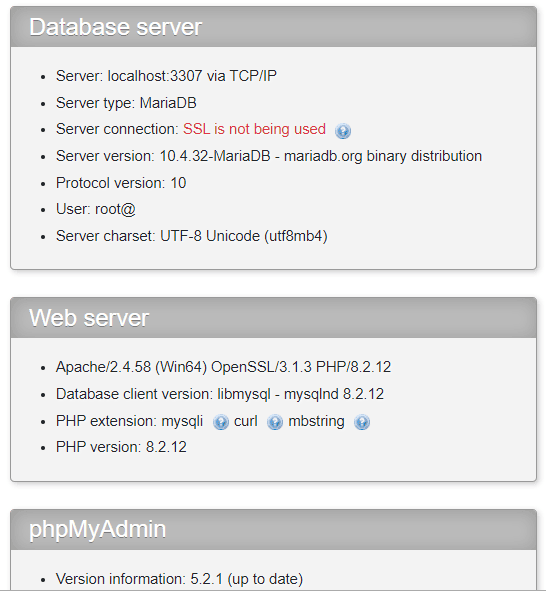 Database server
Server: localhost:3307 via TCP/IP
Server type: MariaDB
Server connection: SSL is not being used
Server version: 10.4.32-MariaDB - mariadb.org binary distribution
Protocol version: 10
User: root@
Server charset: UTF-8 Unicode (utf8mb4)
Web server
Apache/2.4.58 (Win64) OpenSSL/3.1.3 PHP/8.2.12
Database client version: libmysql - mysqlnd 8.2.12
PHP extension: mysqli curl mbstring
PHP version: 8.2.12
phpMyAdmin
Version information: 5.2.1 (up to date)